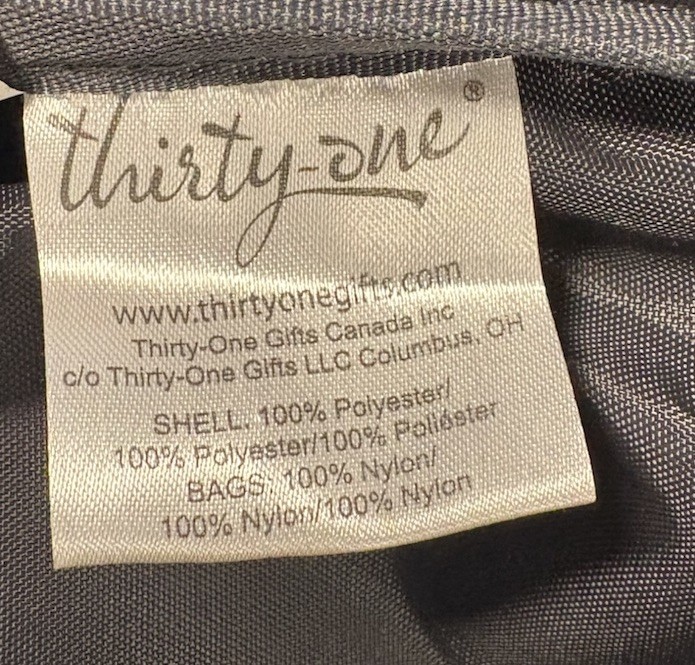 thirty-one®
www.thirtyonegifts.com
Thirty-One Gifts Canada Inc
c/o Thirty-One Gifts LLC Columbus, OH
SHELL: 100% Polyester/
100% Polyester/100% Poliéster
BAGS: 100% Nylon/
100% Nylon/100% Nylon